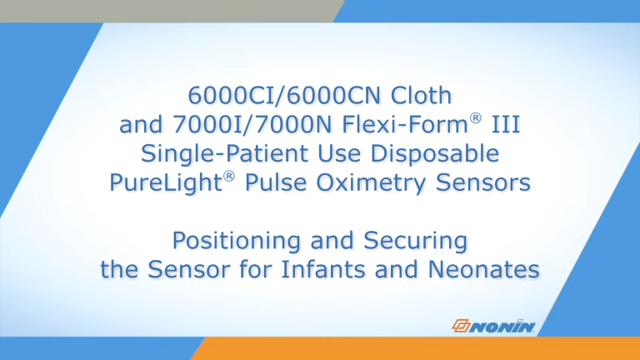 6000CI/6000CN Cloth
and 7000I/7000N Flexi-Form® III
Single-Patient Use Disposable
PureLight® Pulse Oximetry Sensors
Positioning and Securing
the Sensor for Infants and Neonates
NONIN